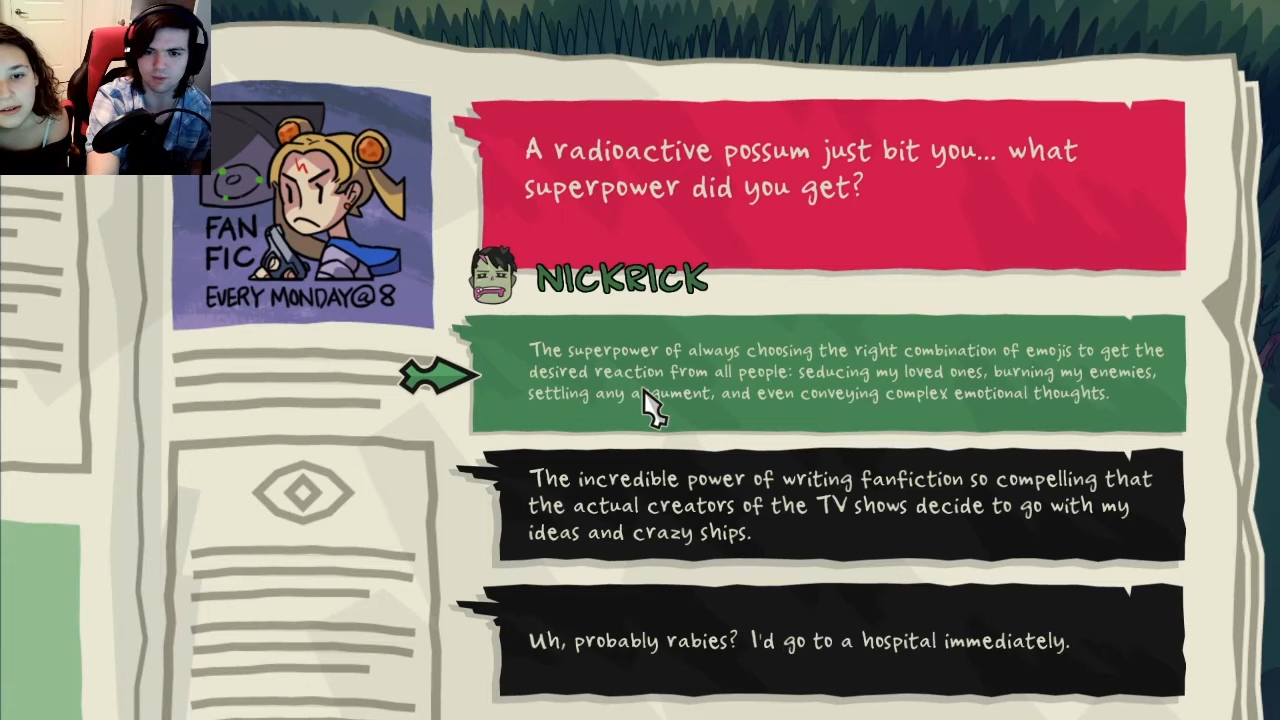 A radioactive possum just bit you... what
superpower did you get?
FAN
FIC
EVERY MONDAY@8
NICKRICK
The superpower of always choosing the right combination of emojis to get the
desired reaction from all people: seducing my loved ones, burning my enemies,
settling any argument, and even conveying complex emotional thoughts.
The incredible power of writing fanfiction so compelling that
the actual creators of the TV shows decide to go with my
ideas and crazy ships.
Uh, probably rabies? I'd go to a hospital immediately.